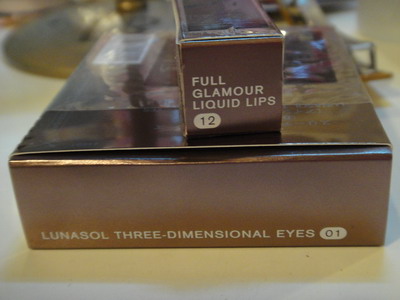 FULL
GLAMOUR
LIQUID LIPS
12
LUNASOL THREE-DIMENSIONAL EYES 01